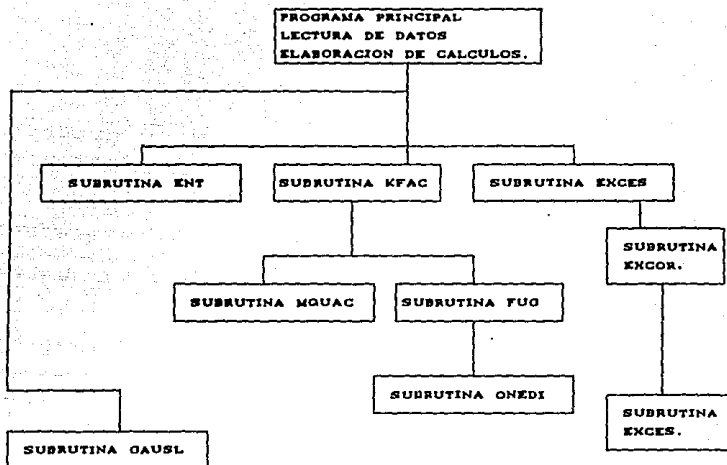 PROGRAMA PRINCIPAL
LECTURA DE DATOS
ELABORACION DE CALCULOS.
SUBRUTINA ENT
SUBRUTINA KFAC
SUBRUTINA EXCES
SUBRUTINA
EXCOR.
SUBRUTINA MQUAC
SUBRUTINA FUG
SUBRUTINA ONEDI
SUBRUTINA
EXCES.
SUBRUTINA GAUSL